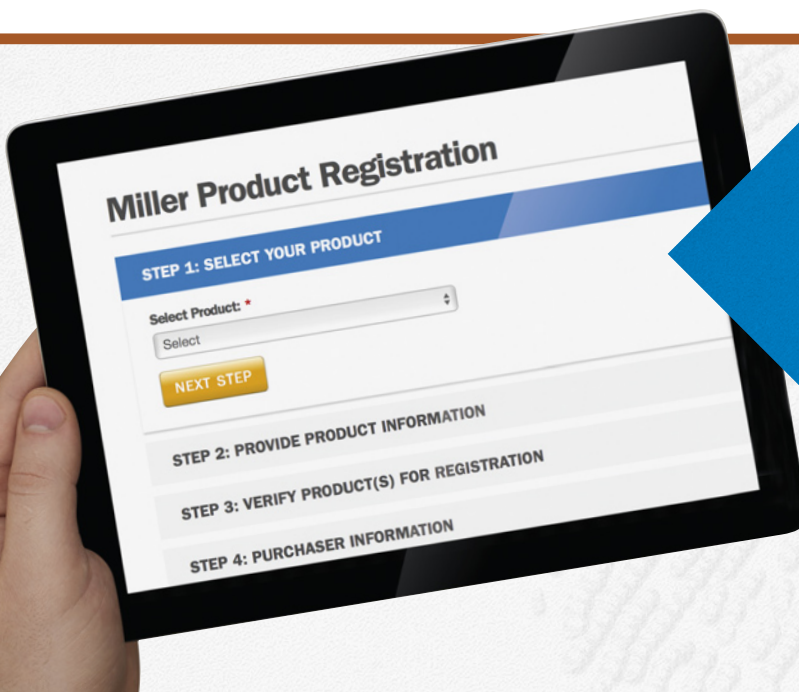 Miller Product Registration
STEP 1: SELECT YOUR PRODUCT
Select Product: *
Select
NEXT STEP
STEP 2: PROVIDE PRODUCT INFORMATION
STEP 3: VERIFY PRODUCT(S) FOR REGISTRATION
STEP 4: PURCHASER INFORMATION